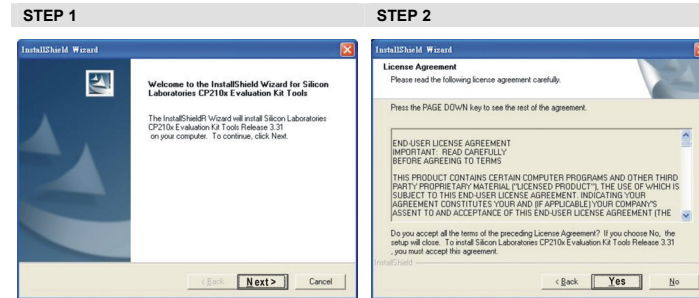 STEP 1
InstallShield Wizard
Welcome to the InstallShield Wizard for Silicon
Laboratories CP210x Evaluation Kit Tools
The InstallShieldR Wizard will install Silicon Laboratories
CP210x Evaluation Kit Tools Release 3.31
on your computer. To continue, click Next.
< Back
Next >
Cancel
STEP 2
InstallShield Wizard
License Agreement
Please read the following license agreement carefully.
Press the PAGE DOWN key to see the rest of the agreement.
END-USER LICENSE AGREEMENT
IMPORTANT: READ CAREFULLY
BEFORE AGREEING TO TERMS
THIS PRODUCT CONTAINS CERTAIN COMPUTER PROGRAMS AND OTHER THIRD
PARTY PROPRIETARY MATERIAL ("LICENSED PRODUCT"), THE USE OF WHICH IS
SUBJECT TO THIS END-USER LICENSE AGREEMENT. INDICATING YOUR
AGREEMENT CONSTITUTES YOUR AND (IF APPLICABLE) YOUR COMPANY'S
ASSENT TO AND ACCEPTANCE OF THIS END-USER LICENSE AGREEMENT (THE
Do you accept all the terms of the preceding License Agreement? If you choose No, the
setup will close. To install Silicon Laboratories CP210x Evaluation Kit Tools Release 3.31
, you must accept this agreement.
InstallShield
< Back
Yes
No